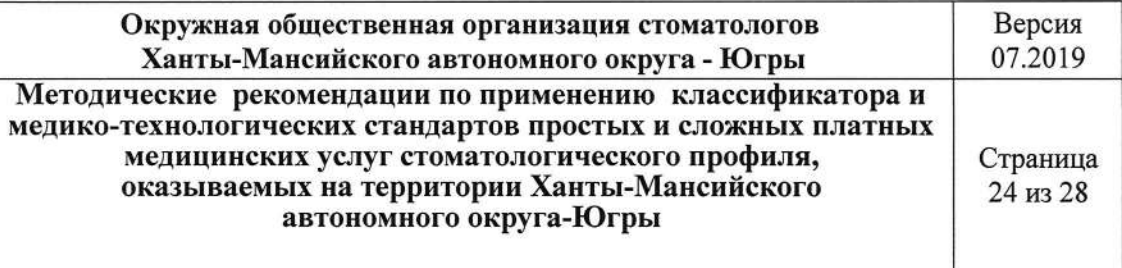 Окружная общественная организация стоматологов
Ханты-Мансийского автономного округа - Югры
Версия
07.2019
Методические рекомендации по применению классификатора и
медико-технологических стандартов простых и сложных платных
медицинских услуг стоматологического профиля,
оказываемых на территории Ханты-Мансийского
автономного округа-Югры
Страница
24 из 28